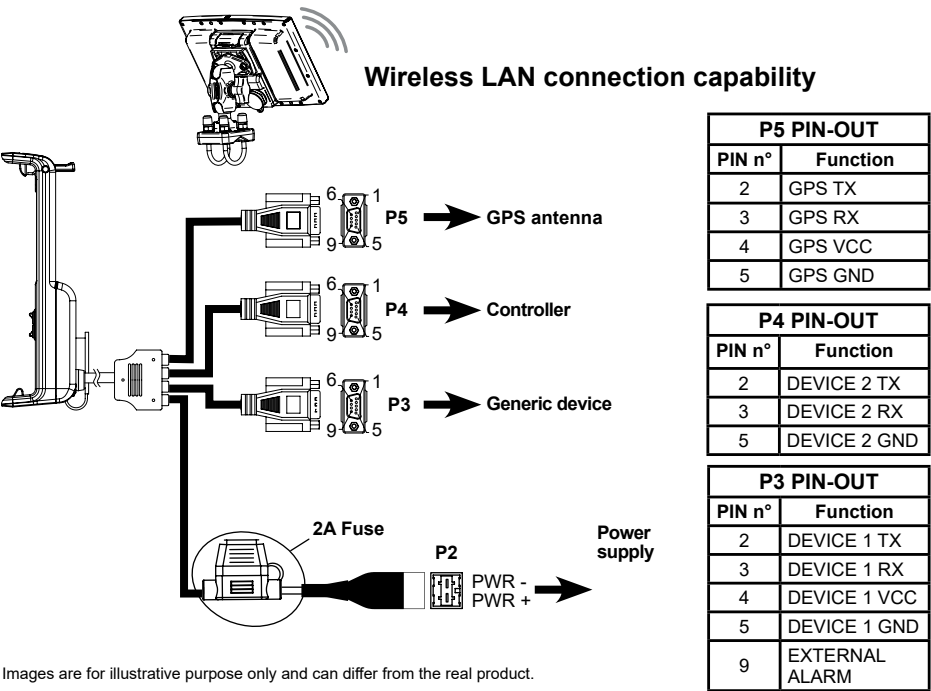 Wireless LAN connection capability
6 1
P5 GPS antenna
9 5
6 1
P4 Controller
9 5
6 1
P3 Generic device
9 5
2A Fuse
P2
PWR -
PWR +
Power
supply
P5 PIN-OUT
PIN n° Function
2 GPS TX
3 GPS RX
4 GPS VCC
5 GPS GND
P4 PIN-OUT
PIN n° Function
2 DEVICE 2 TX
3 DEVICE 2 RX
5 DEVICE 2 GND
P3 PIN-OUT
PIN n° Function
2 DEVICE 1 TX
3 DEVICE 1 RX
4 DEVICE 1 VCC
5 DEVICE 1 GND
9 EXTERNAL
ALARM
Images are for illustrative purpose only and can differ from the real product.